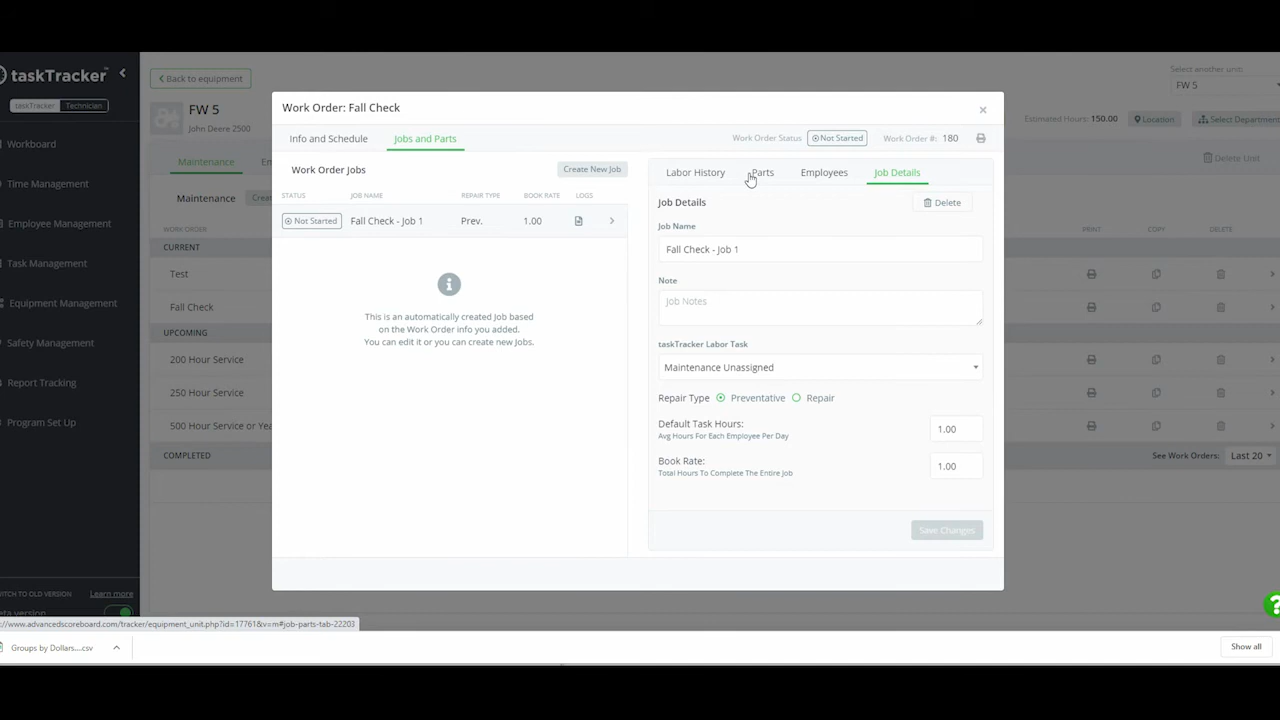 taskTracker™
taskTracker
Technician
Workboard
Time Management
Employee Management
Task Management
Equipment Management
Safety Management
Report Tracking
Program Set Up
Learn more
Back to equipment
FW 5
John Deere 2500
Select another unit:
FW 5
Estimated Hours: 150.00
Location
Select Department
Maintenance
Delete Unit
Maintenance
WORK ORDER
PRINT
COPY
DELETE
CURRENT
Test
Fall Check
UPCOMING
200 Hour Service
250 Hour Service
500 Hour Service or
COMPLETED
See Work Orders: Last 20
Work Order: Fall Check
×
Info and Schedule
Jobs and Parts
Work Order Status
Not Started
Work Order #: 180
Work Order Jobs
Create New Job
STATUS
JOB NAME
REPAIR TYPE
BOOK RATE
LOGS
Not Started
Fall Check - Job 1
Prev.
1.00
This is an automatically created Job based
on the Work Order info you added.
You can edit it or you can create new Jobs.
Labor History
Parts
Employees
Job Details
Job Details
Delete
Job Name
Fall Check - Job 1
Note
Job Notes
taskTracker Labor Task
Maintenance Unassigned
Repair Type
Preventative
Repair
Default Task Hours:
Avg Hours For Each Employee Per Day
1.00
Book Rate:
Total Hours To Complete The Entire Job
1.00
Save Changes
://www.advancedscoreboard.com/tracker/equipment_unit.php?id=17761&v=m#job-parts-tab-22203
Groups by Dollars....csv
Show all
?